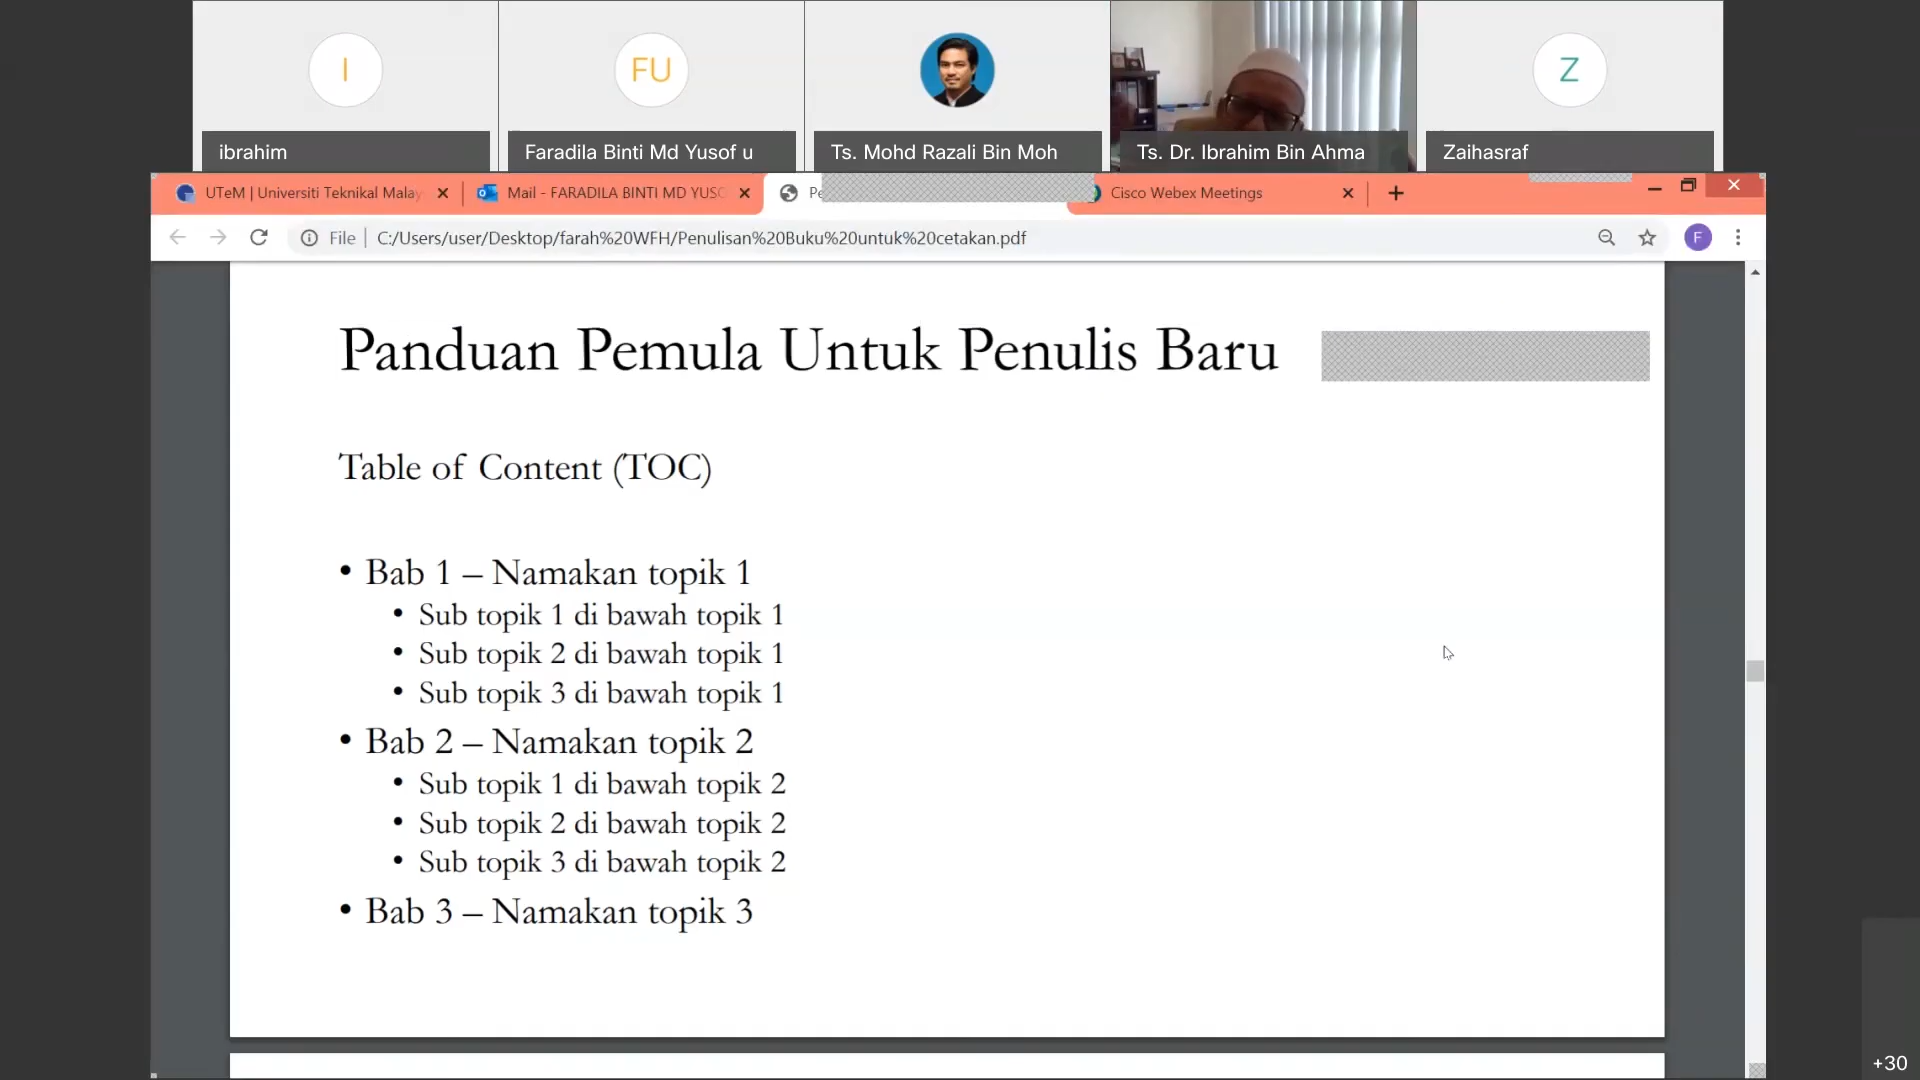 I
FU
Z
ibrahim
Faradila Binti Md Yusof u
Ts. Mohd Razali Bin Moh
Ts. Dr. Ibrahim Bin Ahma
Zaihasraf
UTeM | Universiti Teknikal Malay
Mail - FARADILA BINTI MD YUSO
Pe
Cisco Webex Meetings
File
C:/Users/user/Desktop/farah%20WFH/Penulisan%20Buku%20untuk%20cetakan.pdf
F
Panduan Pemula Untuk Penulis Baru
Table of Content (TOC)
• Bab 1 – Namakan topik 1
• Sub topik 1 di bawah topik 1
• Sub topik 2 di bawah topik 1
• Sub topik 3 di bawah topik 1
• Bab 2 – Namakan topik 2
• Sub topik 1 di bawah topik 2
• Sub topik 2 di bawah topik 2
• Sub topik 3 di bawah topik 2
• Bab 3 – Namakan topik 3
+30